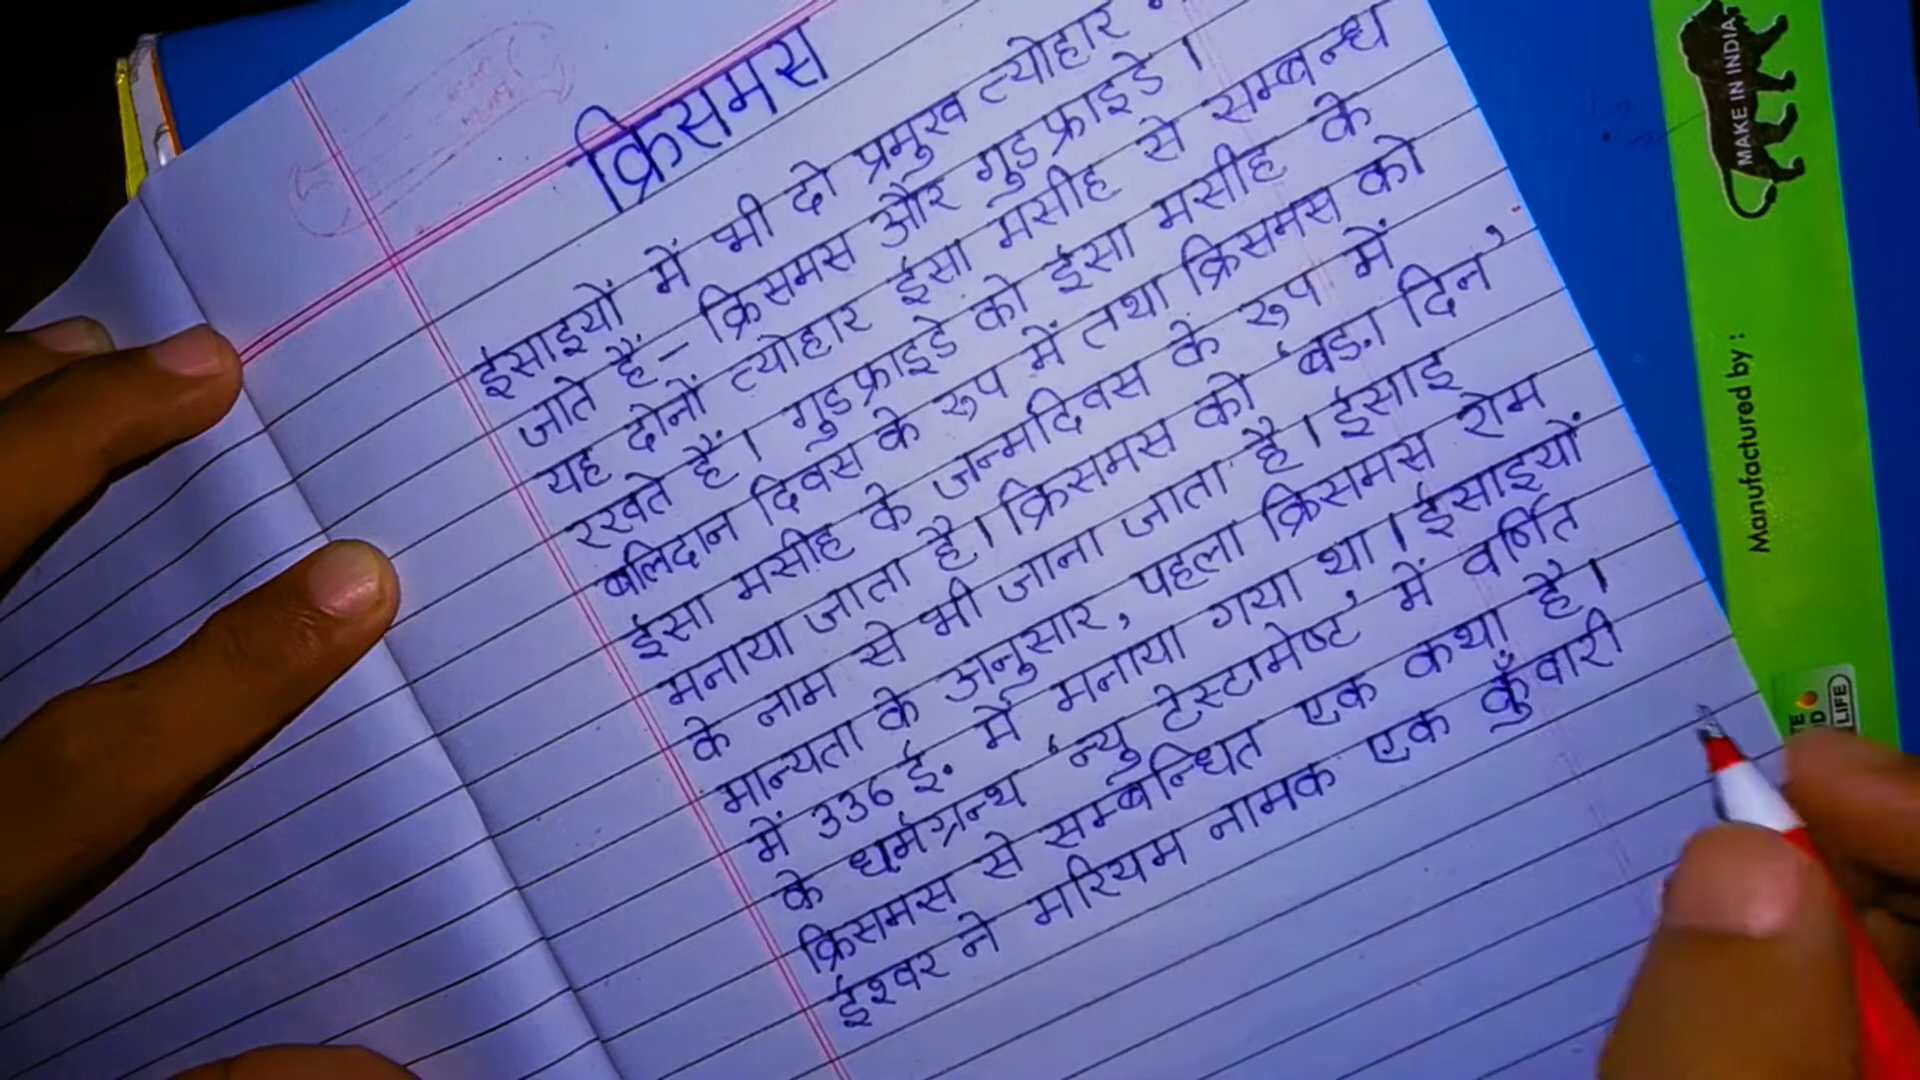 क्रिसमस
ईसाइयों में भी दो प्रमुख त्योहार
जाते हैं- क्रिसमस और गुडफ्राइडे।
यह दोनों त्योहार ईसा मसीह से सम्बन्ध
रखते हैं। गुडफ्राइडे को ईसा मसीह के
बलिदान दिवस के रूप में तथा क्रिसमस को
ईसा मसीह के जन्मदिवस के रूप में
मनाया जाता है। क्रिसमस को 'बड़ा दिन'
के नाम से भी जाना जाता है। ईसाइ
मान्यता के अनुसार, पहला क्रिसमस रोम
में 336 ई. में मनाया गया था। ईसाइयों
के धर्मग्रन्थ 'न्यु टेस्टामेण्ट' में वर्णित
क्रिसमस से सम्बन्धित एक कथा है।
ईश्वर ने मरियम नामक एक कुँवारी
MAKE IN INDIA
Manufactured by :
LIFE